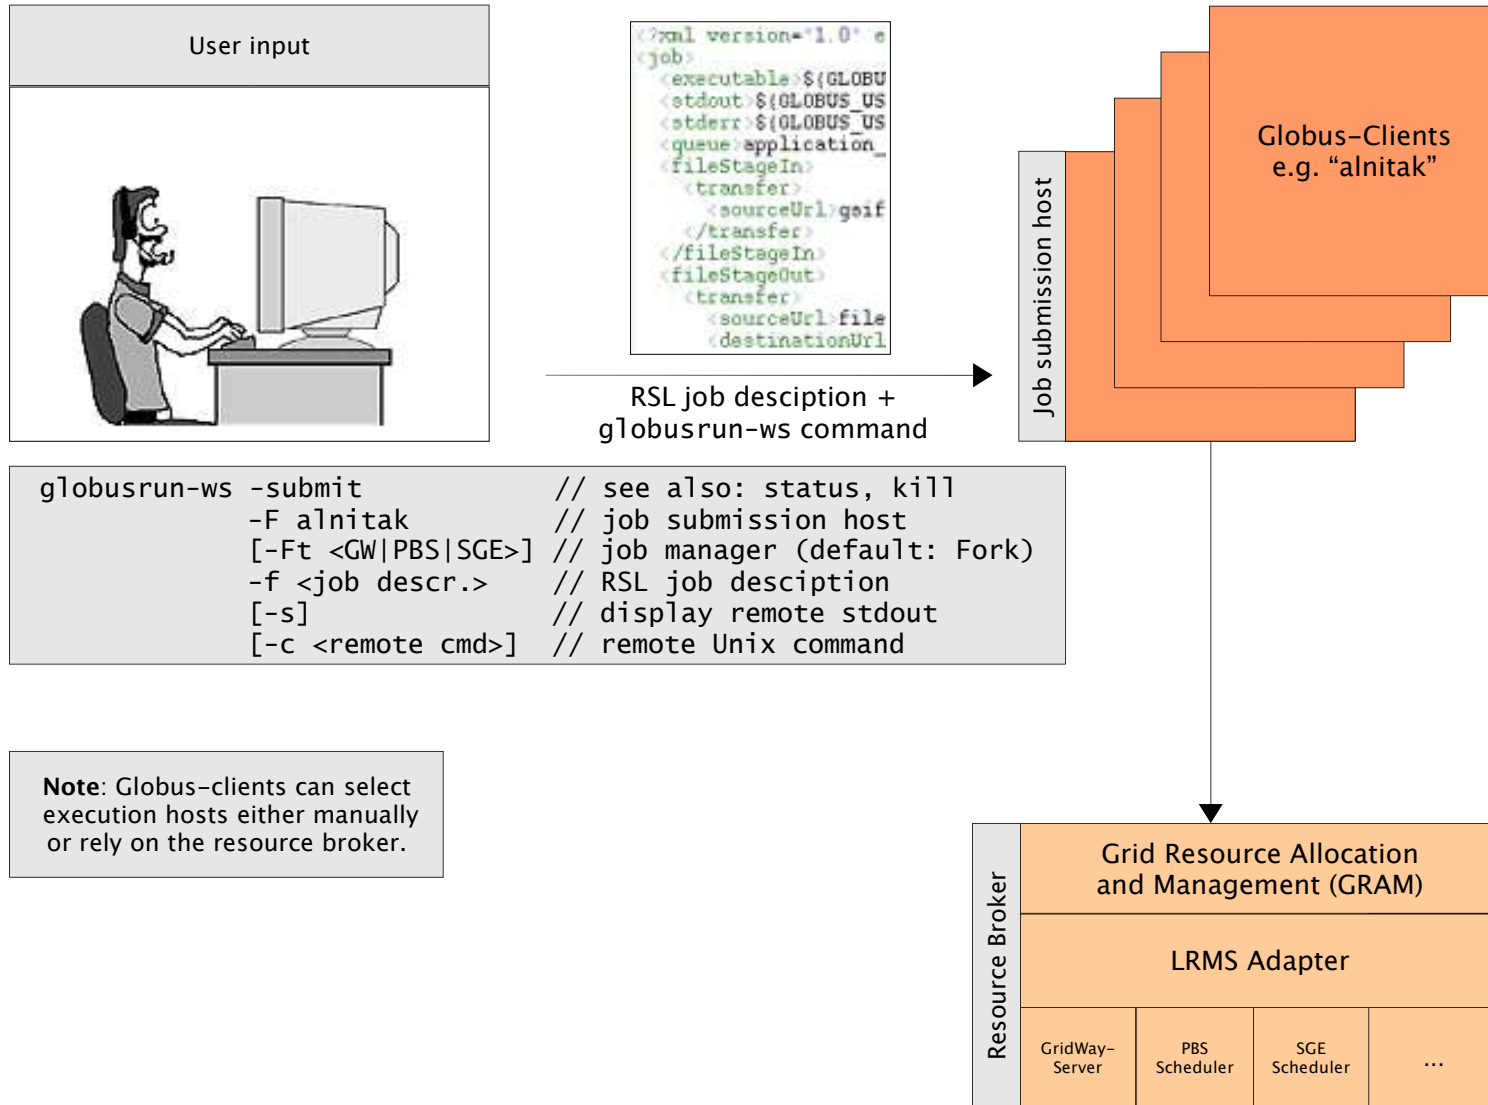 User input
<?xml version="1.0" e
<job>
<executable>${GLOBU
<stdout>${GLOBUS_US
<stderr>${GLOBUS_US
<queue>application_
<fileStageIn>
<transfer>
<sourceUrl>gsif
</transfer>
</fileStageIn>
<fileStageOut>
<transfer>
<sourceUrl>file
<destinationUrl
RSL job desciption +
globusrun-ws command
Job submission host
Globus-Clients
e.g. “alnitak”
globusrun-ws -submit // see also: status, kill
-F alnitak // job submission host
[-Ft <GW|PBS|SGE>] // job manager (default: Fork)
-f <job descr.> // RSL job desciption
[-s] // display remote stdout
[-c <remote cmd>] // remote Unix command
Note: Globus-clients can select
execution hosts either manually
or rely on the resource broker.
Resource Broker
Grid Resource Allocation
and Management (GRAM)
LRMS Adapter
GridWay-
Server
PBS
Scheduler
SGE
Scheduler
...